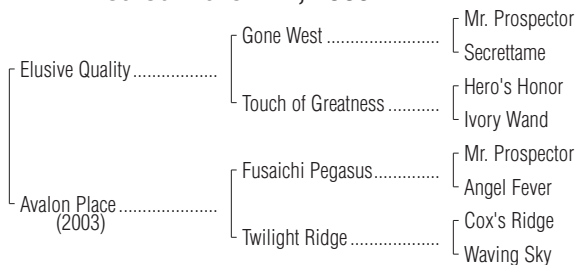 Mr. Prospector
Gone West
Secrettame
Elusive Quality
Hero's Honor
Touch of Greatness
Ivory Wand
Mr. Prospector
Fusaichi Pegasus
Angel Fever
Avalon Place
(2003)
Cox's Ridge
Twilight Ridge
Waving Sky